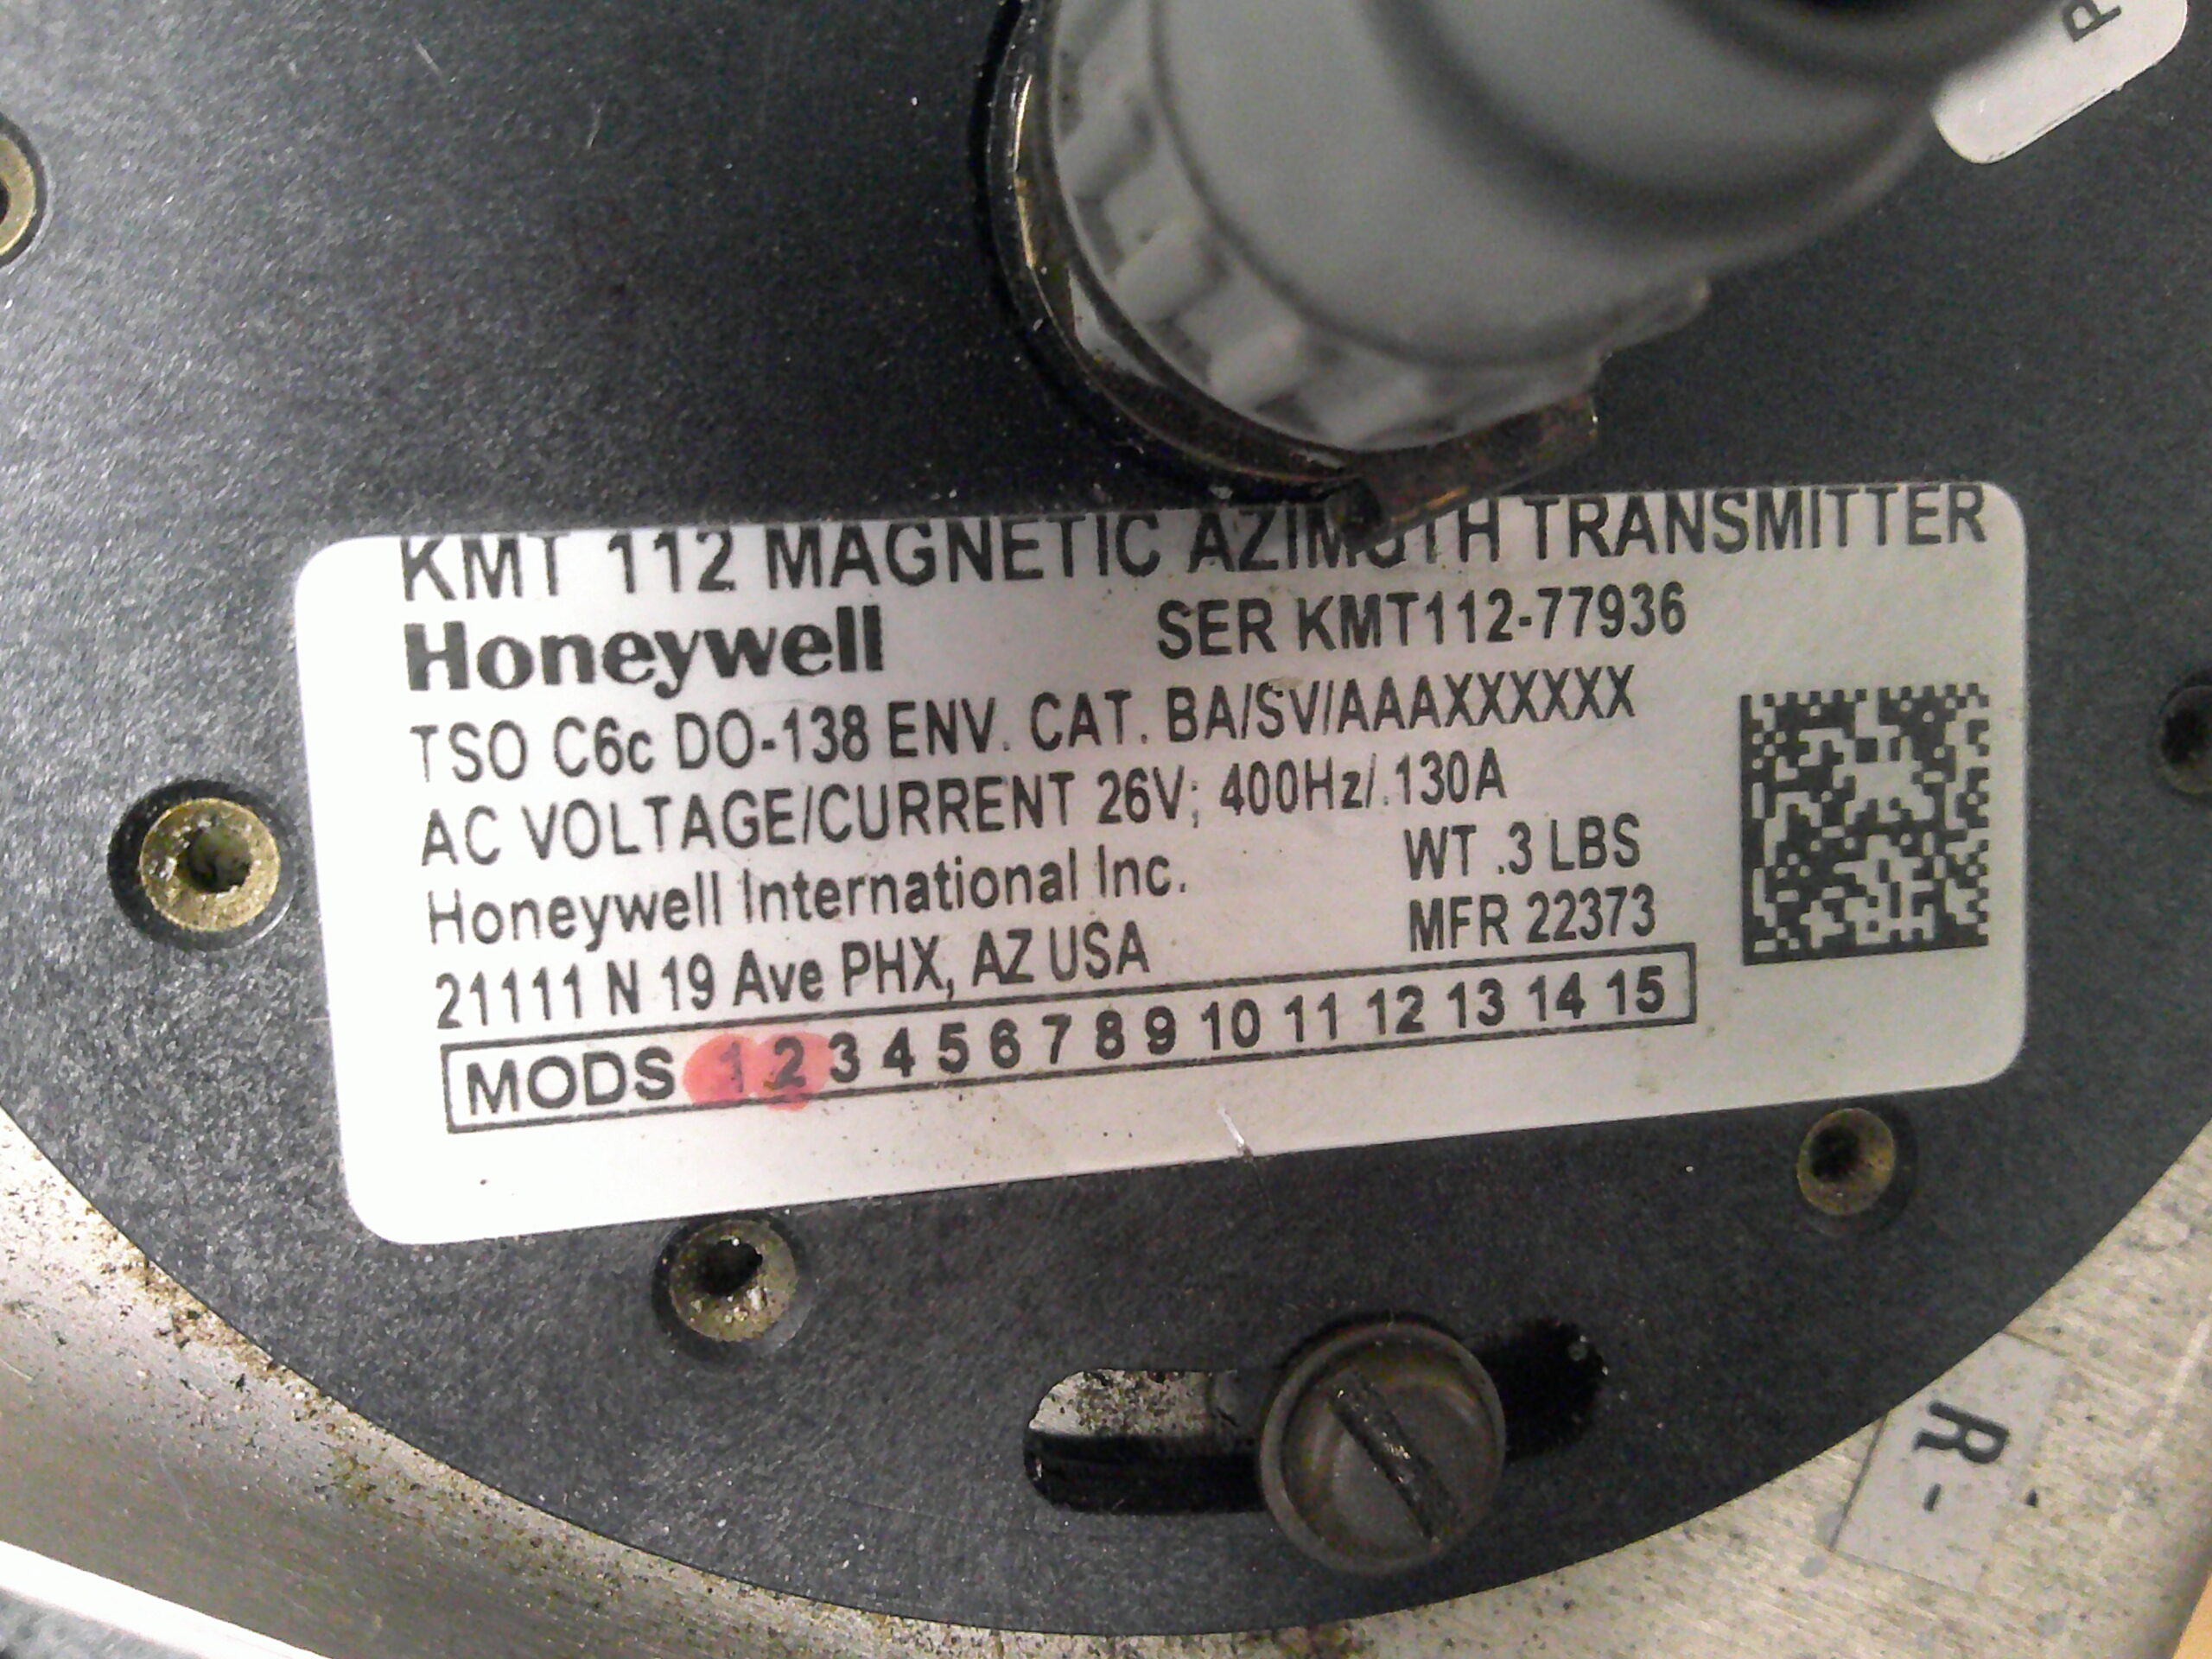 P
KMT 112 MAGNETIC AZIMUTH TRANSMITTER
Honeywell SER KMT112-77936
TSO C6c DO-138 ENV. CAT. BA/SV/AAAXXXXXX
AC VOLTAGE/CURRENT 26V; 400Hz/.130A
Honeywell International Inc. WT .3 LBS
21111 N 19 Ave PHX, AZ USA MFR 22373
MODS 1 2 3 4 5 6 7 8 9 10 11 12 13 14 15
R-